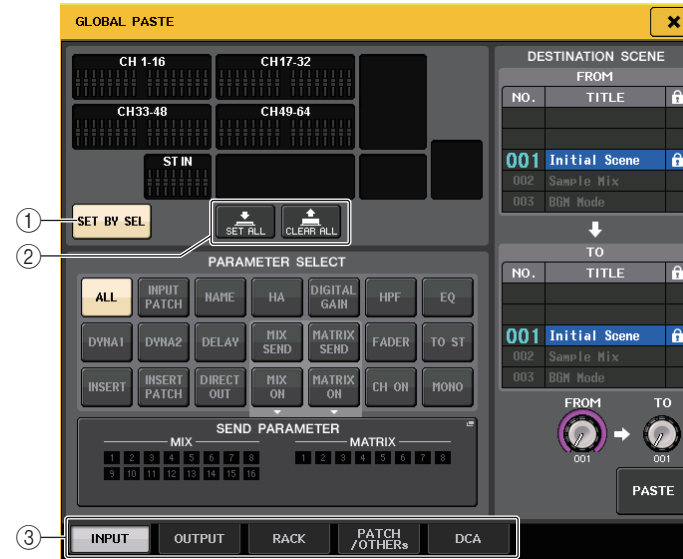 GLOBAL PASTE
CH 1-16 CH17-32
CH33-48 CH49-64
ST IN
① SET BY SEL
② SET ALL CLEAR ALL
PARAMETER SELECT
ALL INPUT PATCH NAME HA DIGITAL GAIN HPF EQ
DYNA1 DYNA2 DELAY MIX SEND MATRIX SEND FADER TO ST
INSERT INSERT PATCH DIRECT OUT MIX ON MATRIX ON CH ON MONO
SEND PARAMETER
MIX MATRIX
1 2 3 4 5 6 7 8 1 2 3 4 5 6 7 8
9 10 11 12 13 14 15 16
③ INPUT OUTPUT RACK PATCH /OTHERs DCA
DESTINATION SCENE
FROM
NO. TITLE
001 Initial Scene
002 Sample Mix
003 BGM Mode
TO
NO. TITLE
001 Initial Scene
002 Sample Mix
003 BGM Mode
FROM TO
001 001
PASTE